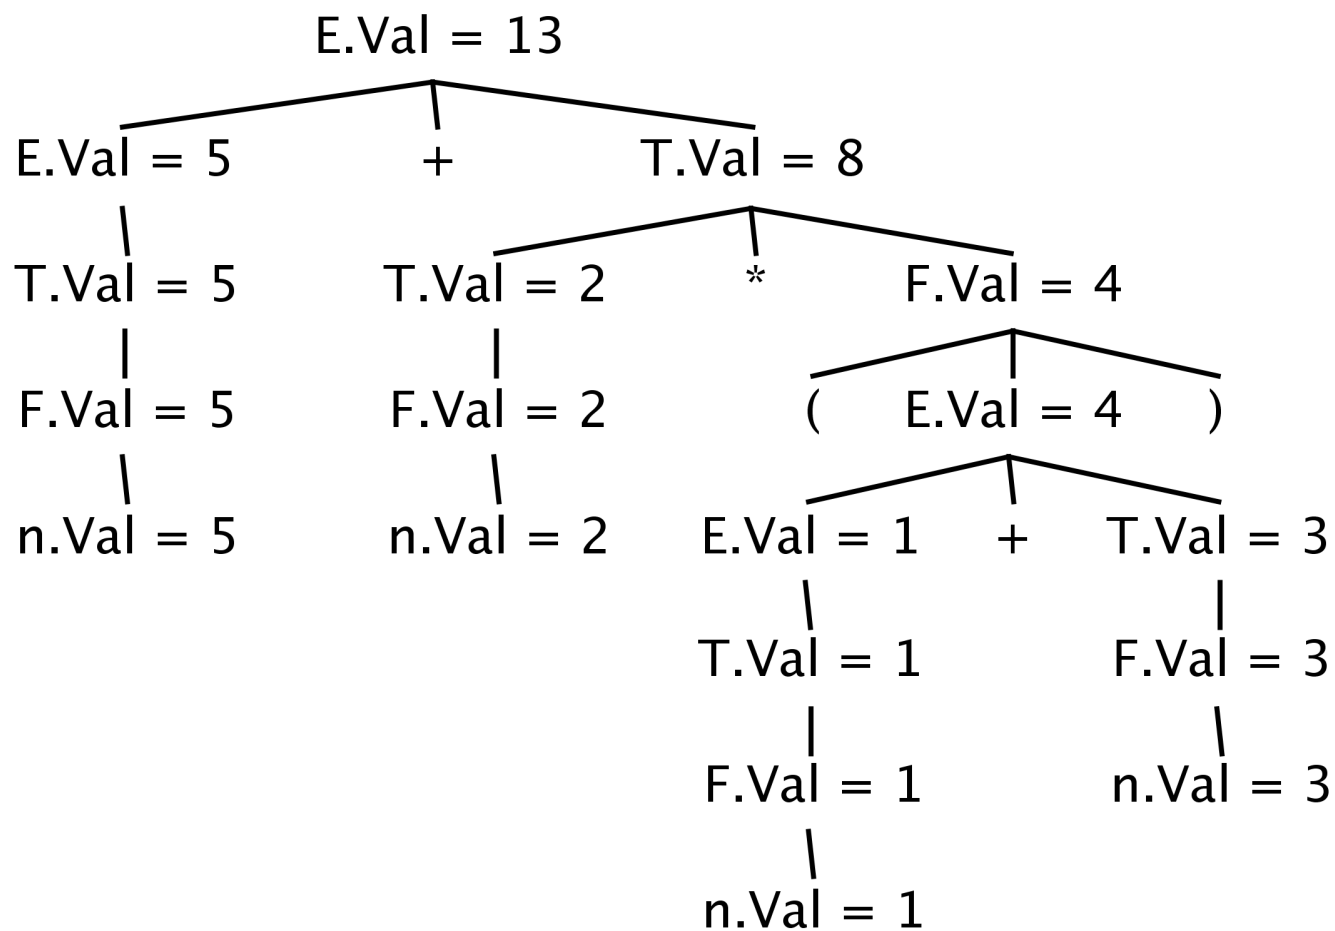 E.Val = 13
E.Val = 5 + T.Val = 8
T.Val = 5 T.Val = 2 * F.Val = 4
F.Val = 5 F.Val = 2 ( E.Val = 4 )
n.Val = 5 n.Val = 2 E.Val = 1 + T.Val = 3
T.Val = 1 F.Val = 3
F.Val = 1 n.Val = 3
n.Val = 1